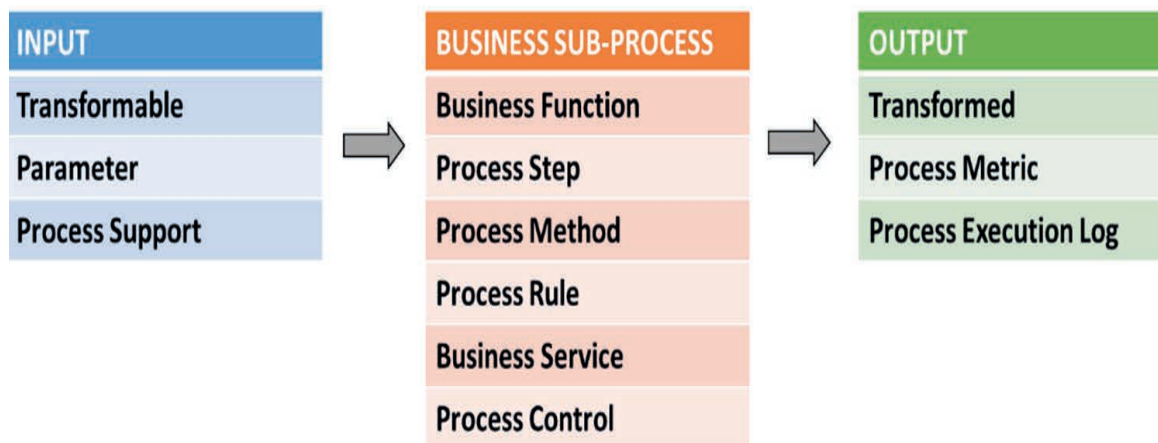 INPUT
Transformable
Parameter
Process Support
BUSINESS SUB-PROCESS
Business Function
Process Step
Process Method
Process Rule
Business Service
Process Control
OUTPUT
Transformed
Process Metric
Process Execution Log